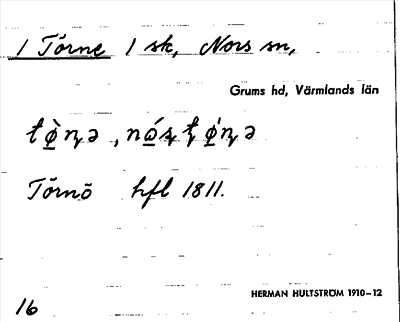 1 Törne 1 sk, Nors sn,
Grums hd, Värmlands län
Törnö hfl 1811.
HERMAN HULTSTRÖM 1910–12
16